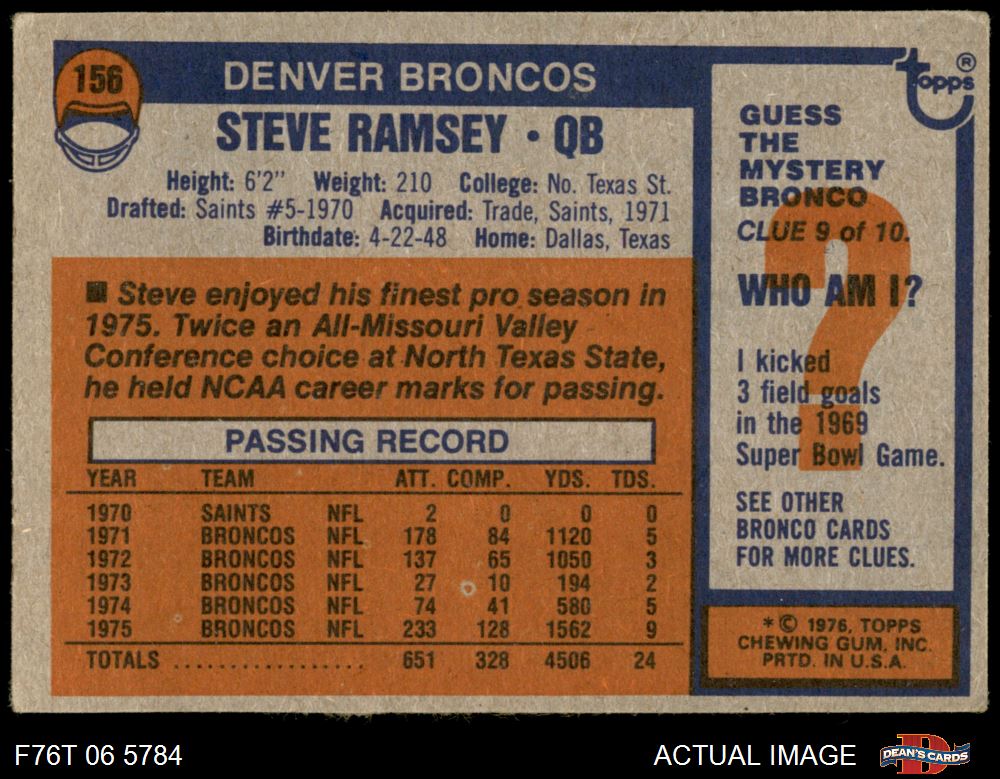 156
DENVER BRONCOS
STEVE RAMSEY • QB
Height: 6'2" Weight: 210 College: No. Texas St.
Drafted: Saints #5-1970 Acquired: Trade, Saints, 1971
Birthdate: 4-22-48 Home: Dallas, Texas
■ Steve enjoyed his finest pro season in
1975. Twice an All-Missouri Valley
Conference choice at North Texas State,
he held NCAA career marks for passing.
PASSING RECORD
YEAR TEAM ATT. COMP. YDS. TDS.
1970 SAINTS NFL 2 0 0 0
1971 BRONCOS NFL 178 84 1120 5
1972 BRONCOS NFL 137 65 1050 3
1973 BRONCOS NFL 27 10 194 2
1974 BRONCOS NFL 74 41 580 5
1975 BRONCOS NFL 233 128 1562 9
TOTALS .................. 651 328 4506 24
topps ®
GUESS
THE
MYSTERY
BRONCO
CLUE 9 of 10.
WHO AM I?
?
I kicked
3 field goals
in the 1969
Super Bowl Game.
SEE OTHER
BRONCO CARDS
FOR MORE CLUES.
* © 1976, TOPPS
CHEWING GUM, INC.
PRTD. IN U.S.A.
F76T 06 5784
ACTUAL IMAGE
DEAN'S CARDS